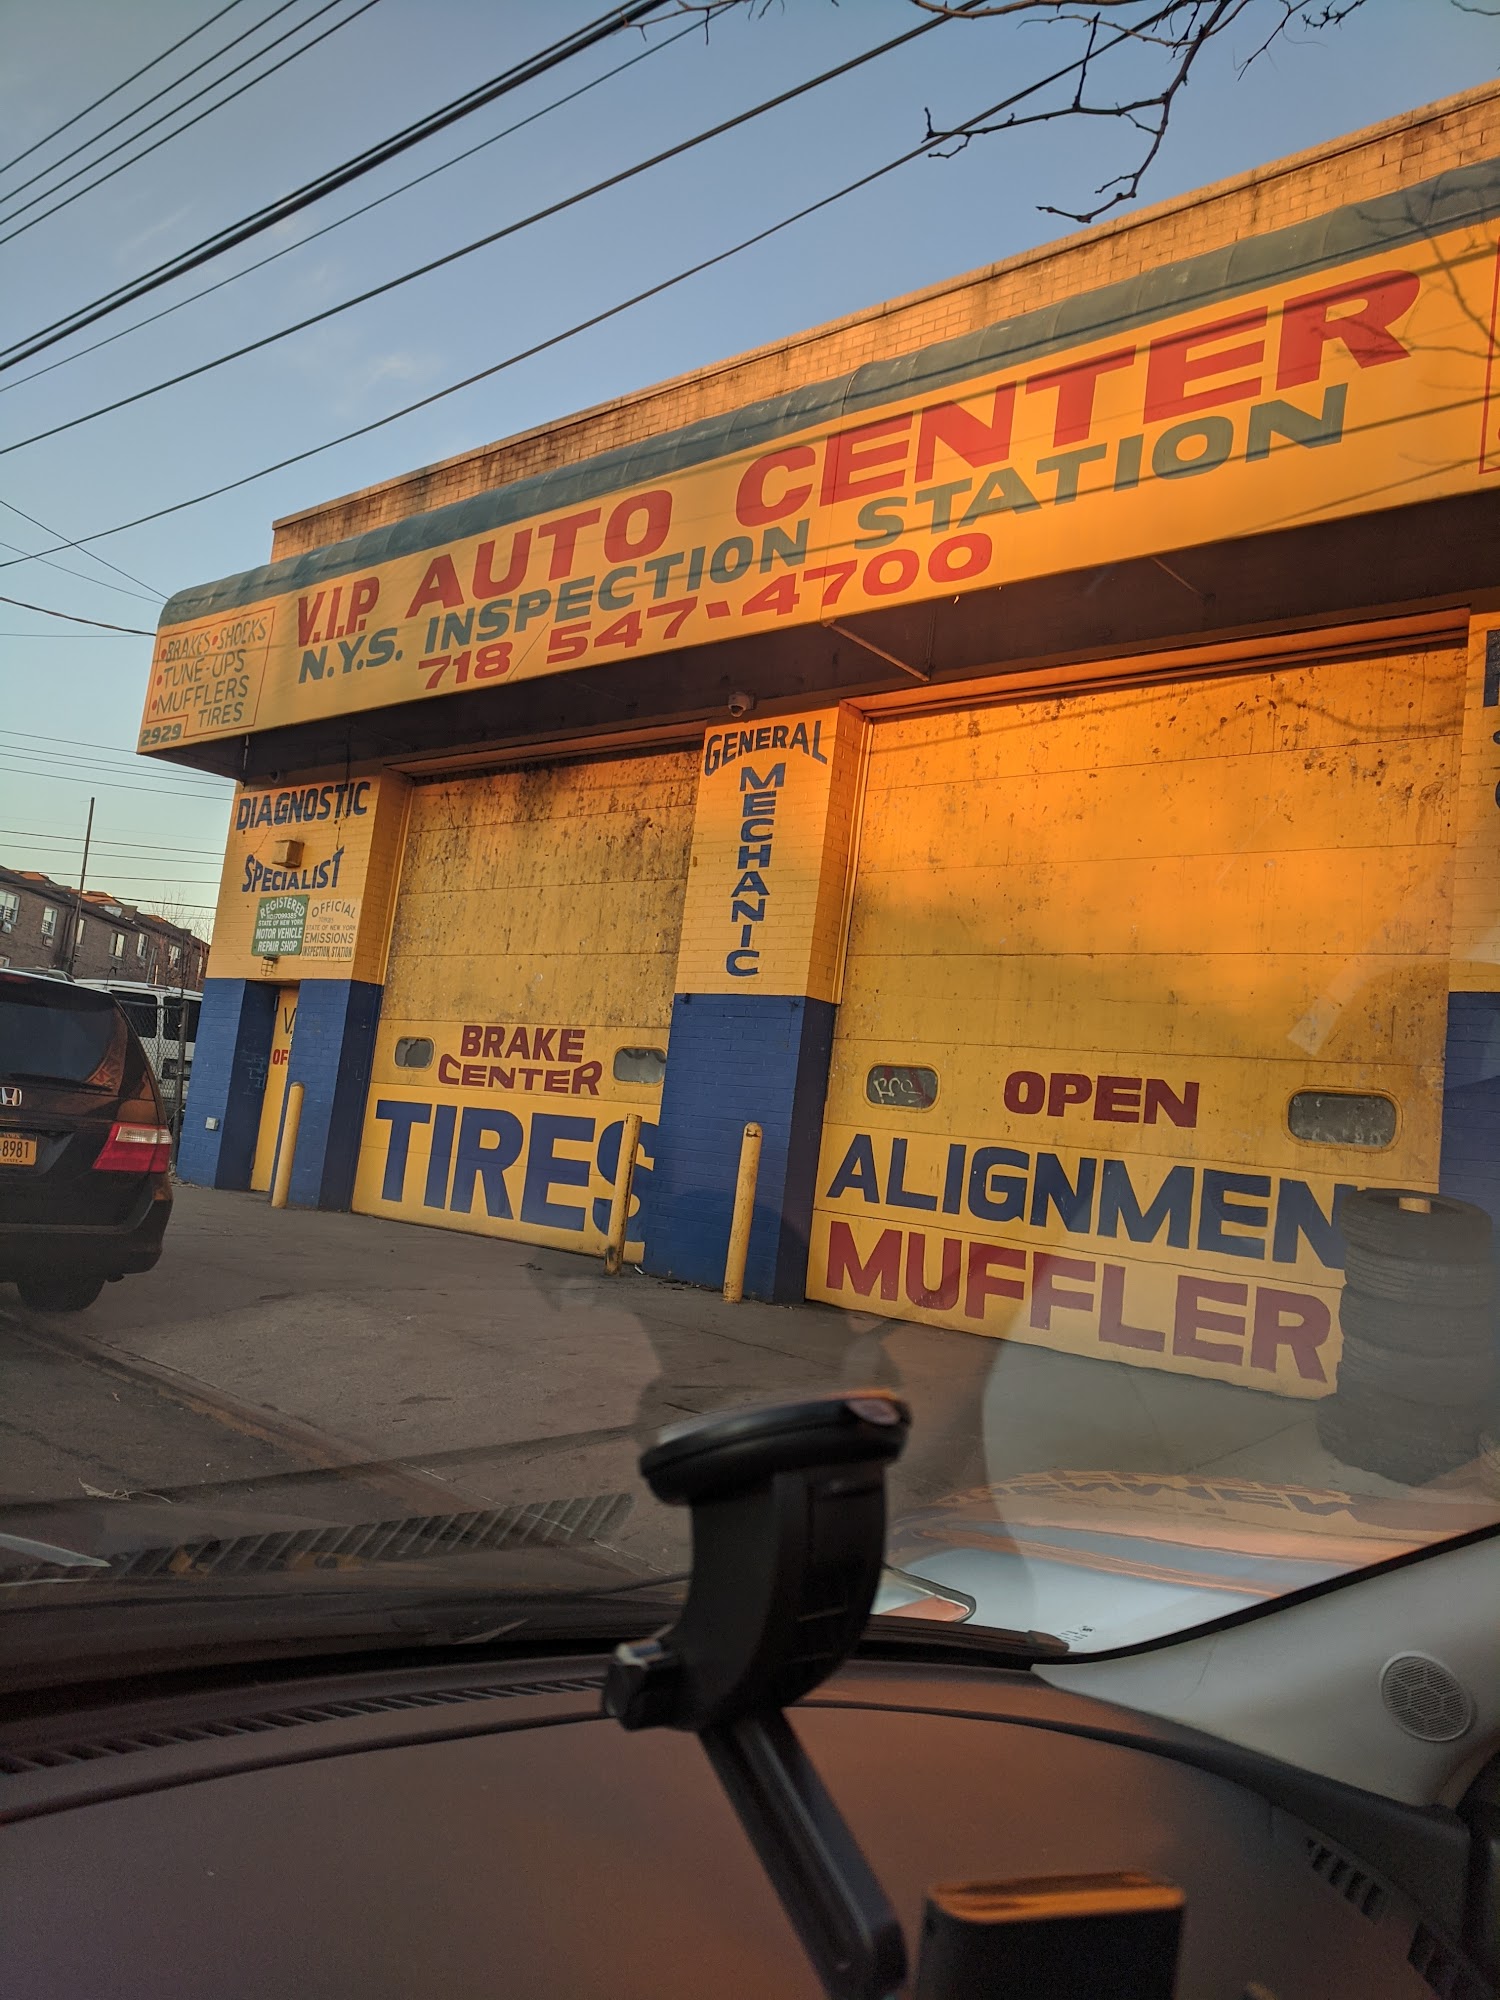 V.I.P. AUTO CENTER
N.Y.S. INSPECTION STATION
718 547-4700
•BRAKES •SHOCKS
•TUNE-UPS
•MUFFLERS
TIRES
2929
DIAGNOSTIC
SPECIALIST
REGISTERED
STATE OF NEW YORK
MOTOR VEHICLE
REPAIR SHOP
OFFICIAL
STATE OF NEW YORK
EMISSIONS
INSPECTION STATION
GENERAL
MECHANIC
BRAKE
CENTER
TIRES
OPEN
ALIGNMEN
MUFFLER
8981